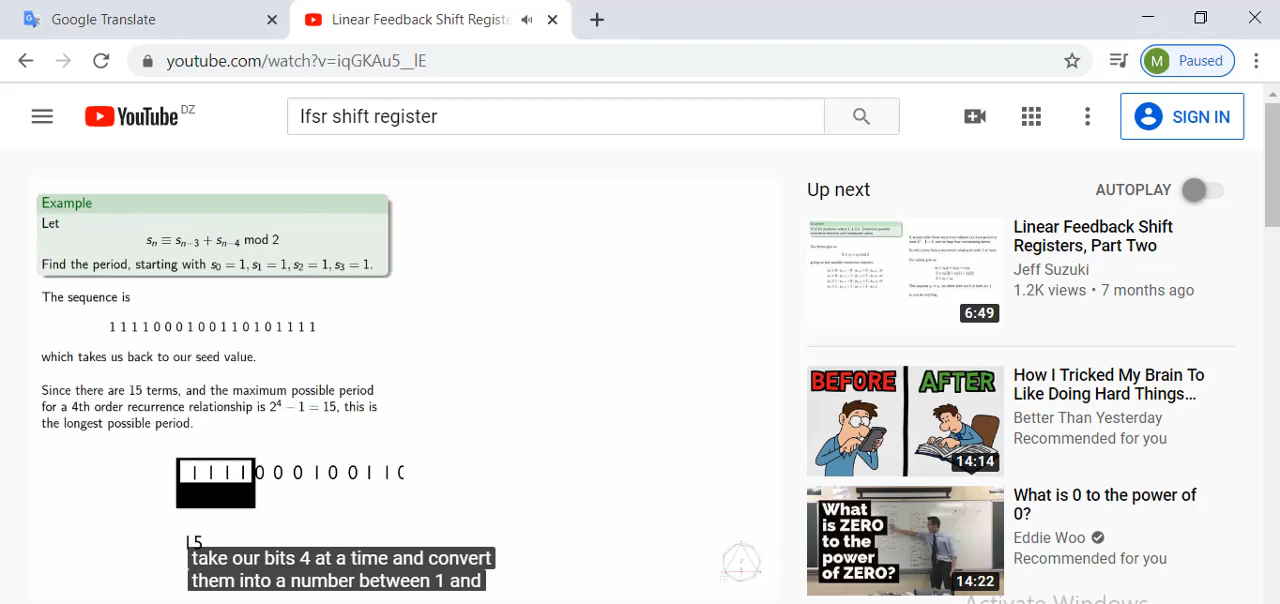 Google Translate
Linear Feedback Shift Registe
youtube.com/watch?v=iqGKAu5__lE
M Paused
YouTube DZ
lfsr shift register
SIGN IN
Example
Let
sₙ ≡ sₙ₋₃ + sₙ₋₄ mod 2
Find the period, starting with s₀ = 1, s₁ = 1, s₂ = 1, s₃ = 1.
The sequence is
1 1 1 1 0 0 0 1 0 0 1 1 0 1 0 1 1 1 1
which takes us back to our seed value.
Since there are 15 terms, and the maximum possible period
for a 4th order recurrence relationship is 2⁴ − 1 = 15, this is
the longest possible period.
1 1 1 1 0 0 0 1 0 0 1 1 0
15
take our bits 4 at a time and convert
them into a number between 1 and
Up next
AUTOPLAY
6:49
Linear Feedback Shift
Registers, Part Two
Jeff Suzuki
1.2K views • 7 months ago
BEFORE AFTER
14:14
How I Tricked My Brain To
Like Doing Hard Things...
Better Than Yesterday
Recommended for you
What
is ZERO
to the
power
of ZERO?
14:22
What is 0 to the power of
0?
Eddie Woo
Recommended for you
Activate Windows